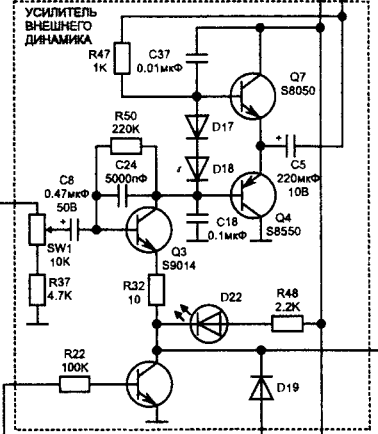 УСИЛИТЕЛЬ
ВНЕШНЕГО
ДИНАМИКА
R47
1K
C37
0.01мкФ
Q7
S8050
R50
220K
D17
C24
5000пФ
D18
C8
0.47мкФ
50В
C5
220мкФ
10В
C18
0.1мкФ
Q4
S8550
SW1
10K
Q3
S9014
R37
4.7K
R32
10
D22
R48
2.2K
R22
100K
D19